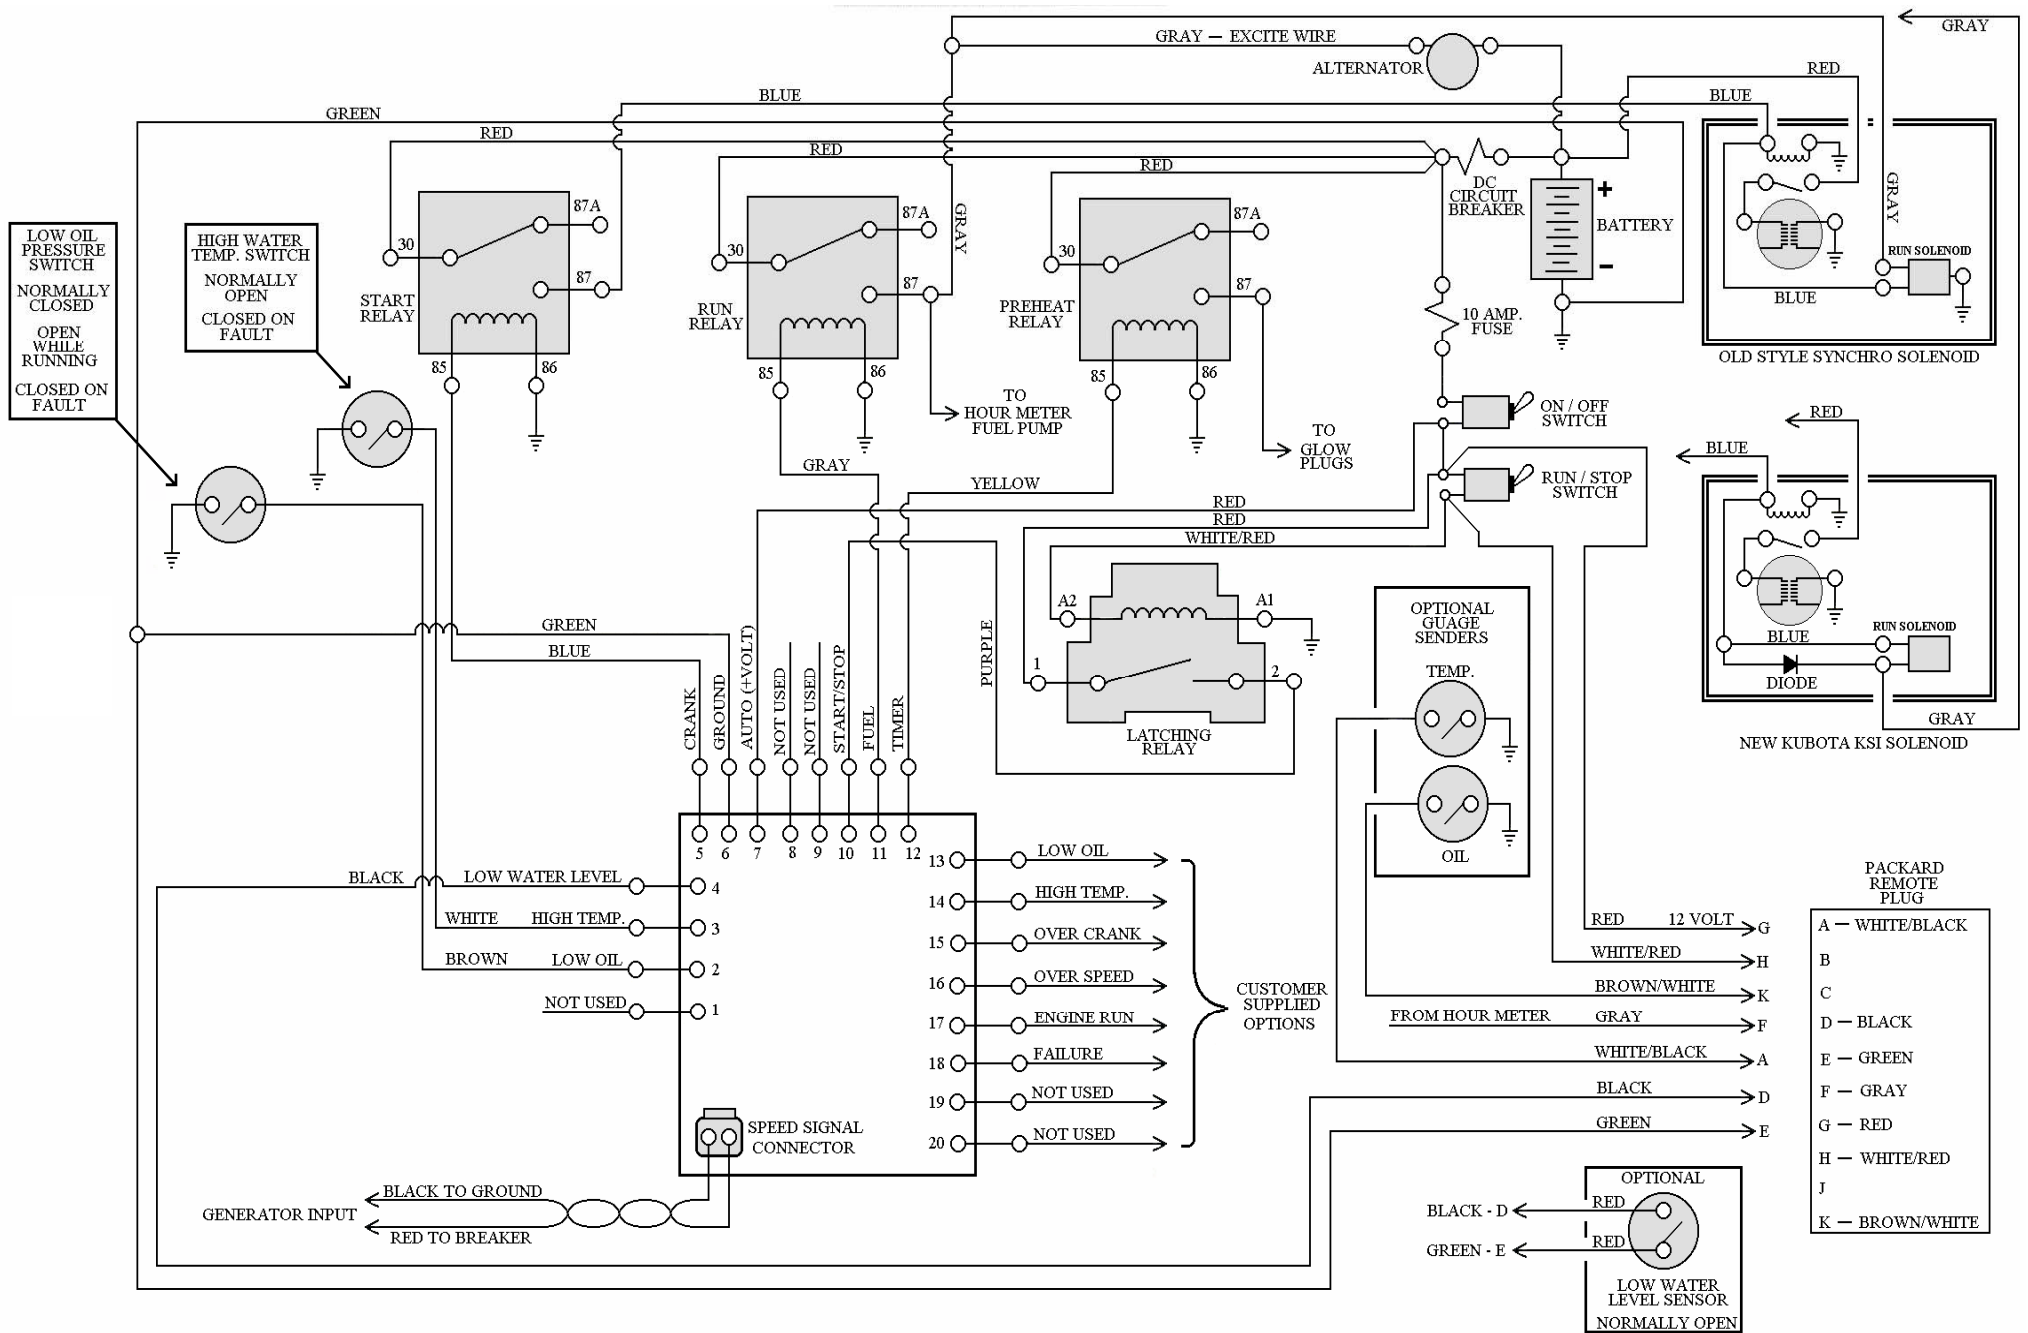 GRAY
GRAY — EXCITE WIRE
ALTERNATOR
RED
BLUE
BLUE
GREEN
RED
RED
RED
DC
CIRCUIT
BREAKER
+
BATTERY
−
GRAY
RUN SOLENOID
BLUE
OLD STYLE SYNCHRO SOLENOID
LOW OIL
PRESSURE
SWITCH
NORMALLY
CLOSED
OPEN
WHILE
RUNNING
CLOSED ON
FAULT
HIGH WATER
TEMP. SWITCH
NORMALLY
OPEN
CLOSED ON
FAULT
87A
30
87
START
RELAY
85
86
87A
30
87
RUN
RELAY
85
86
GRAY
87A
30
87
PREHEAT
RELAY
85
86
TO
HOUR METER
FUEL PUMP
TO
GLOW
PLUGS
10 AMP.
FUSE
ON / OFF
SWITCH
RUN / STOP
SWITCH
GRAY
YELLOW
RED
RED
WHITE/RED
RED
BLUE
RUN SOLENOID
BLUE
DIODE
GRAY
NEW KUBOTA KSI SOLENOID
A2
A1
1
2
LATCHING
RELAY
PURPLE
OPTIONAL
GUAGE
SENDERS
TEMP.
OIL
GREEN
BLUE
CRANK
GROUND
AUTO (+VOLT)
NOT USED
NOT USED
START/STOP
FUEL
TIMER
5
6
7
8
9
10
11
12
BLACK
LOW WATER LEVEL
4
WHITE
HIGH TEMP.
3
BROWN
LOW OIL
2
NOT USED
1
13
LOW OIL
14
HIGH TEMP.
15
OVER CRANK
16
OVER SPEED
17
ENGINE RUN
18
FAILURE
19
NOT USED
20
NOT USED
CUSTOMER
SUPPLIED
OPTIONS
SPEED SIGNAL
CONNECTOR
GENERATOR INPUT
BLACK TO GROUND
RED TO BREAKER
RED 12 VOLT G
WHITE/RED H
BROWN/WHITE K
FROM HOUR METER GRAY F
WHITE/BLACK A
BLACK D
GREEN E
PACKARD
REMOTE
PLUG
A — WHITE/BLACK
B
C
D — BLACK
E — GREEN
F — GRAY
G — RED
H — WHITE/RED
J
K — BROWN/WHITE
OPTIONAL
BLACK - D
RED
GREEN - E
RED
LOW WATER
LEVEL SENSOR
NORMALLY OPEN